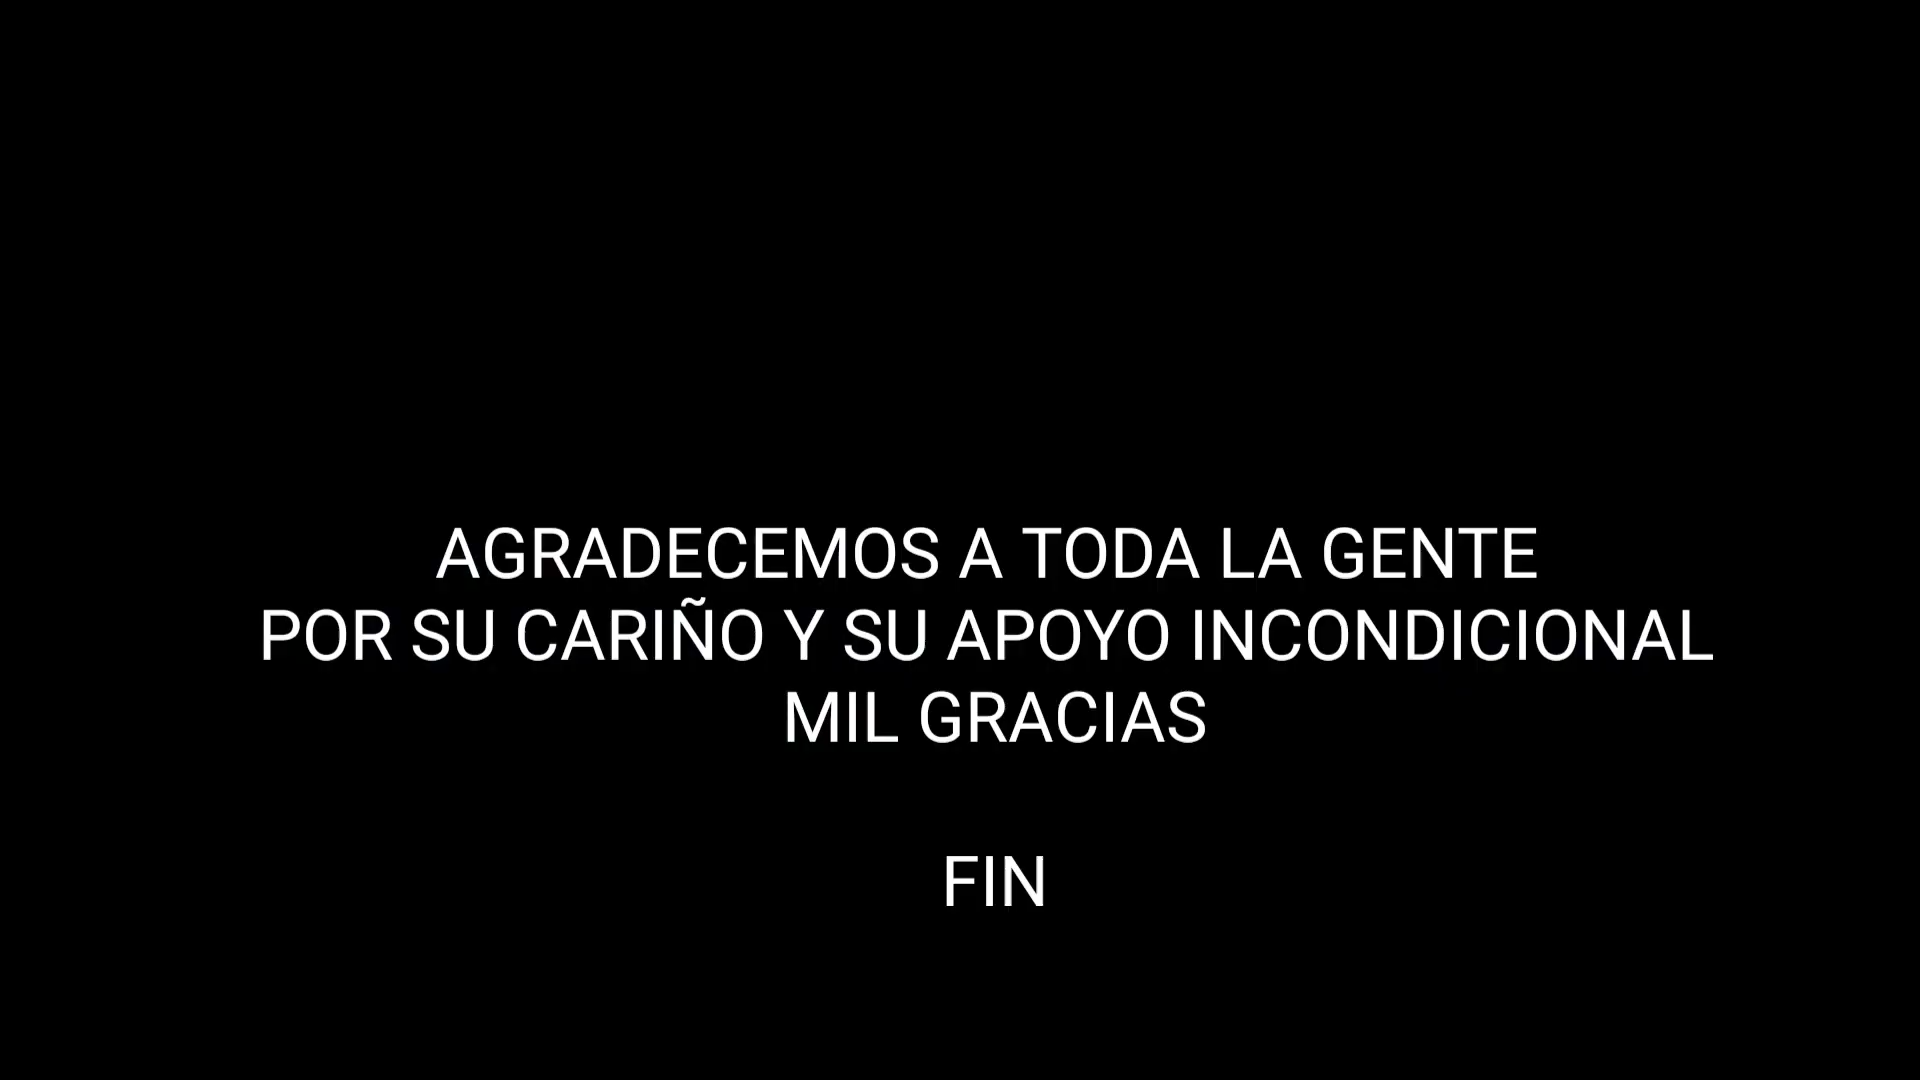 AGRADECEMOS A TODA LA GENTE
POR SU CARIÑO Y SU APOYO INCONDICIONAL
MIL GRACIAS
FIN